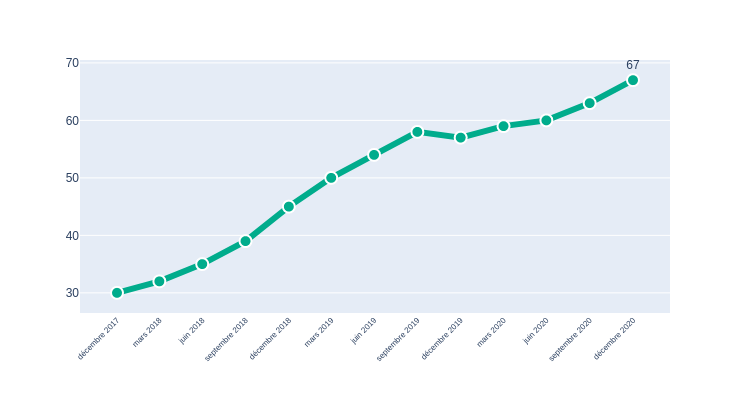 67
70
60
50
40
30
décembre 2017
mars 2018
juin 2018
septembre 2018
décembre 2018
mars 2019
juin 2019
septembre 2019
décembre 2019
mars 2020
juin 2020
septembre 2020
décembre 2020